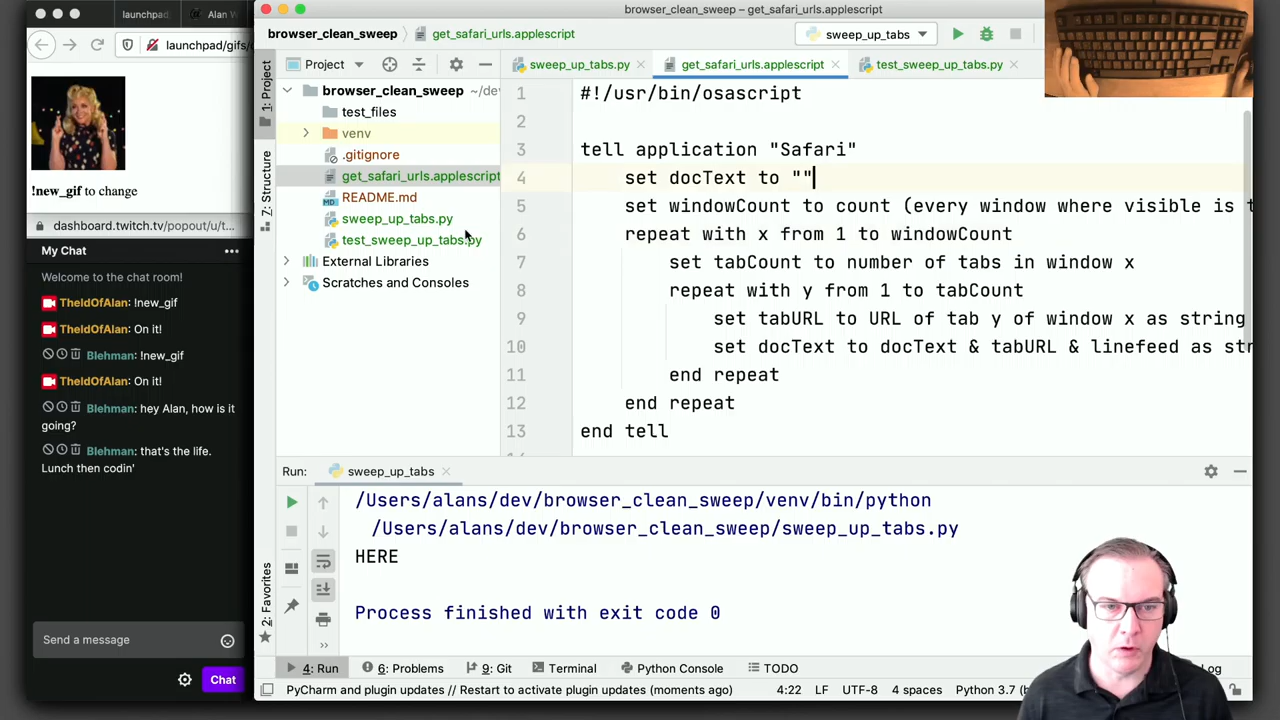 launchpad
Alan W
launchpad/gifs/
!new_gif to change
dashboard.twitch.tv/popout/u/t
My Chat
Welcome to the chat room!
TheIdOfAlan: !new_gif
TheIdOfAlan: On it!
Blehman: !new_gif
TheIdOfAlan: On it!
Blehman: hey Alan, how is it
going?
Blehman: that's the life.
Lunch then codin'
Send a message
Chat
browser_clean_sweep – get_safari_urls.applescript
browser_clean_sweep
get_safari_urls.applescript
sweep_up_tabs
1: Project
7: Structure
2: Favorites
Project
browser_clean_sweep ~/de
test_files
venv
.gitignore
get_safari_urls.applescript
README.md
sweep_up_tabs.py
test_sweep_up_tabs.py
External Libraries
Scratches and Consoles
sweep_up_tabs.py
get_safari_urls.applescript
test_sweep_up_tabs.py
1 #!/usr/bin/osascript
2
3 tell application "Safari"
4 set docText to ""
5 set windowCount to count (every window where visible is t
6 repeat with x from 1 to windowCount
7 set tabCount to number of tabs in window x
8 repeat with y from 1 to tabCount
9 set tabURL to URL of tab y of window x as string
10 set docText to docText & tabURL & linefeed as str
11 end repeat
12 end repeat
13 end tell
Run: sweep_up_tabs
/Users/alans/dev/browser_clean_sweep/venv/bin/python
/Users/alans/dev/browser_clean_sweep/sweep_up_tabs.py
HERE
Process finished with exit code 0
4: Run
6: Problems
9: Git
Terminal
Python Console
TODO
Log
PyCharm and plugin updates // Restart to activate plugin updates (moments ago)
4:22 LF UTF-8 4 spaces Python 3.7 (b